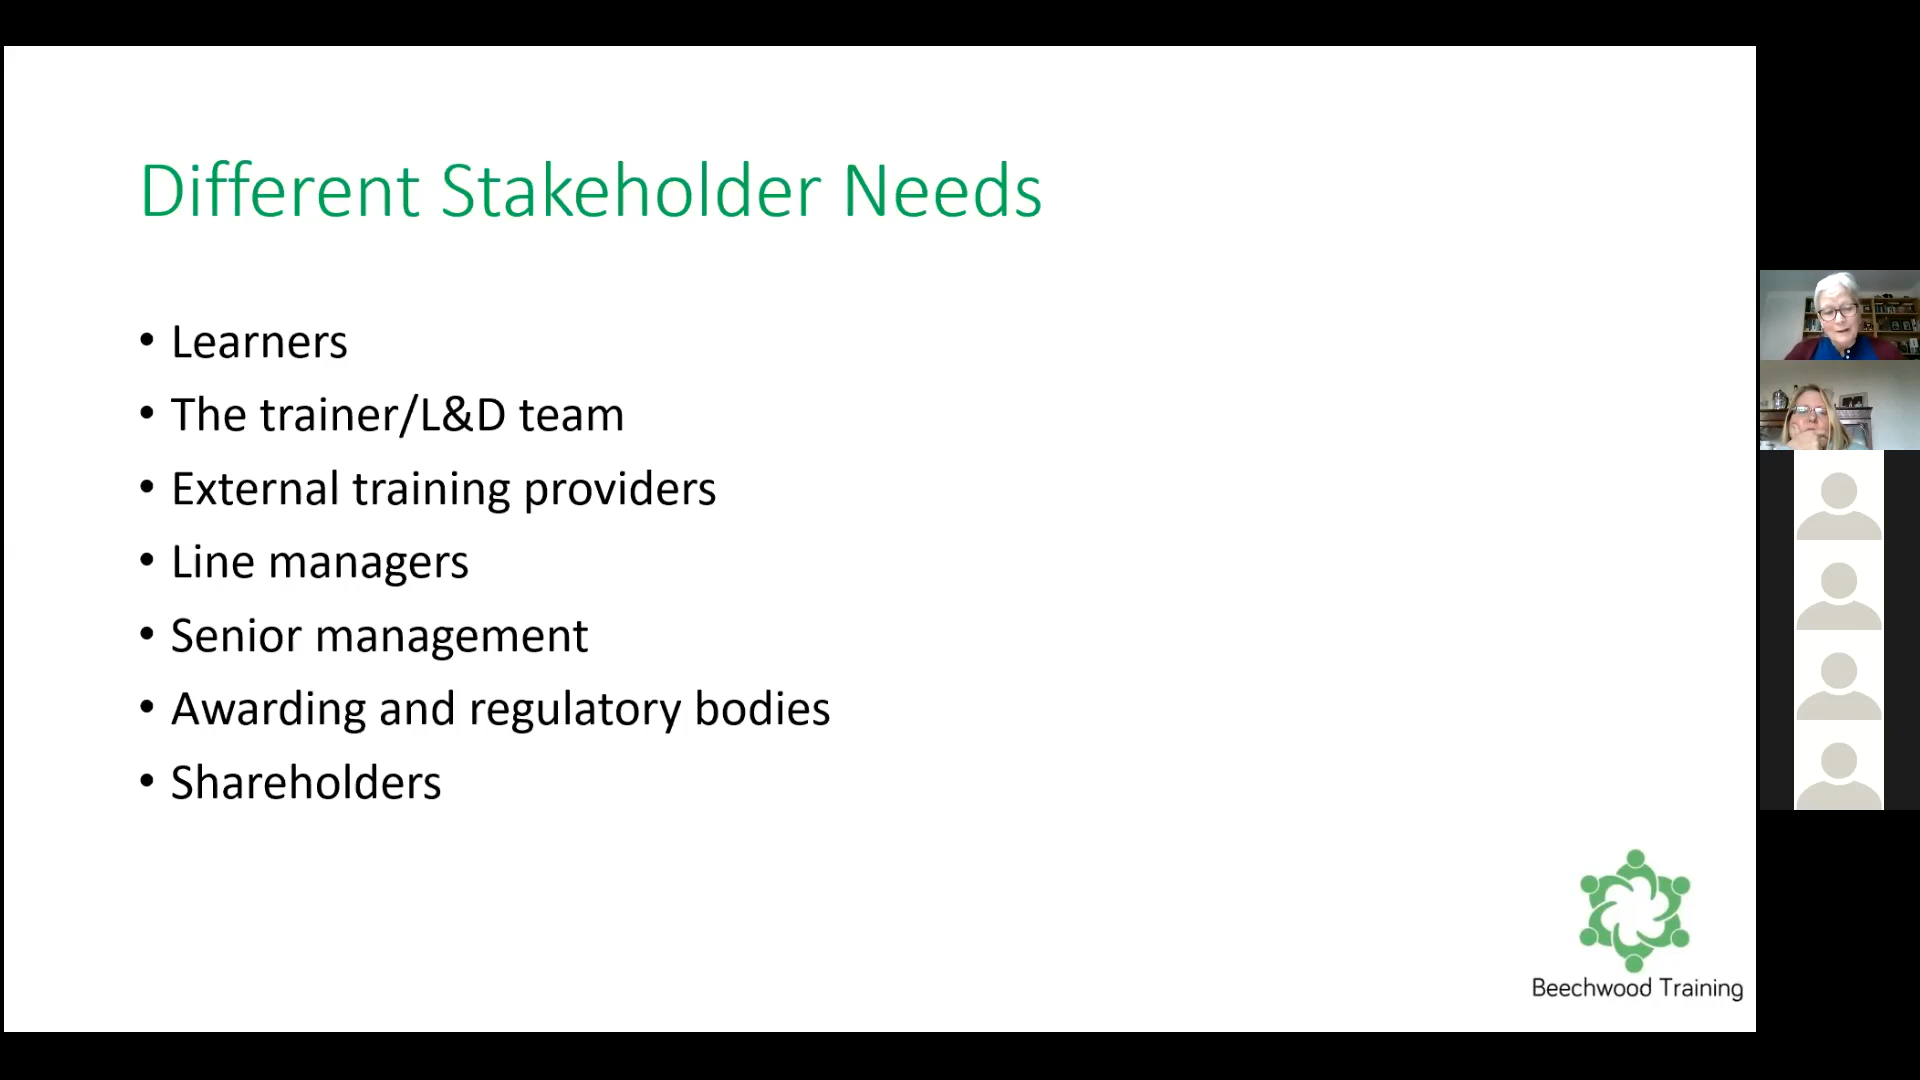 Different Stakeholder Needs
• Learners
• The trainer/L&D team
• External training providers
• Line managers
• Senior management
• Awarding and regulatory bodies
• Shareholders
Beechwood Training